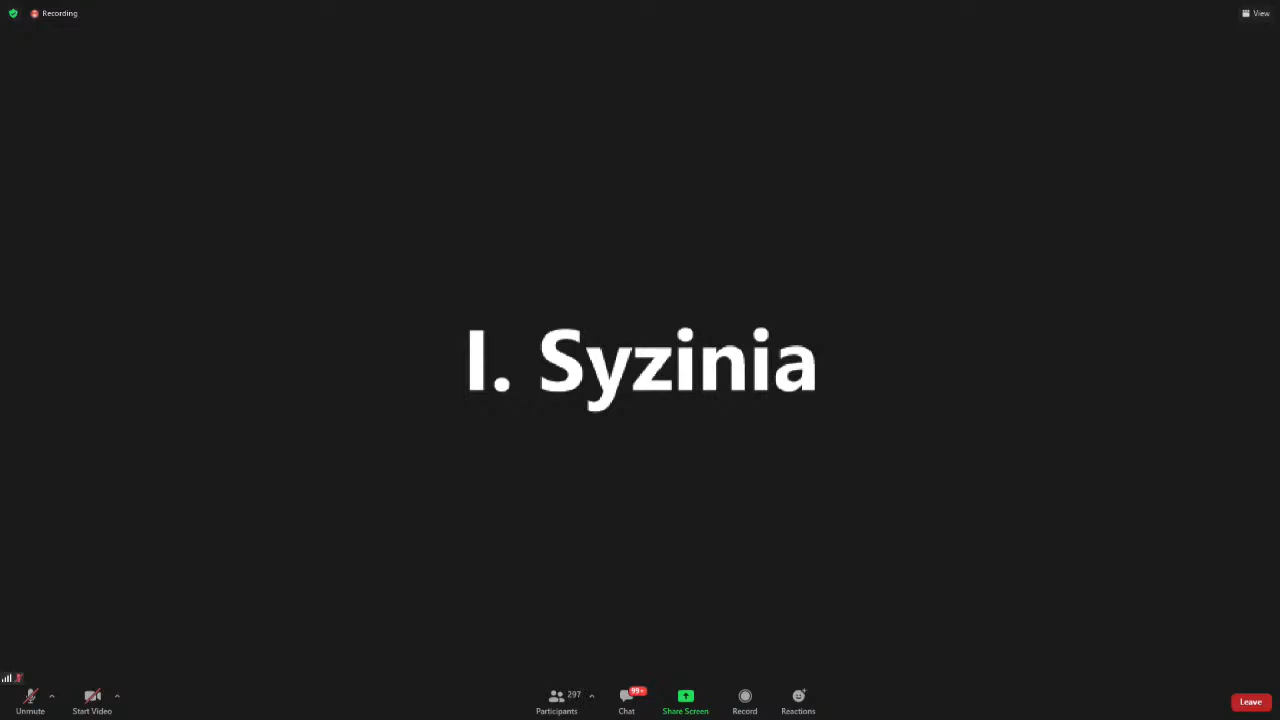 Recording
View
I. Syzinia
Unmute
Start Video
297
Participants
99+
Chat
Share Screen
Record
Reactions
Leave